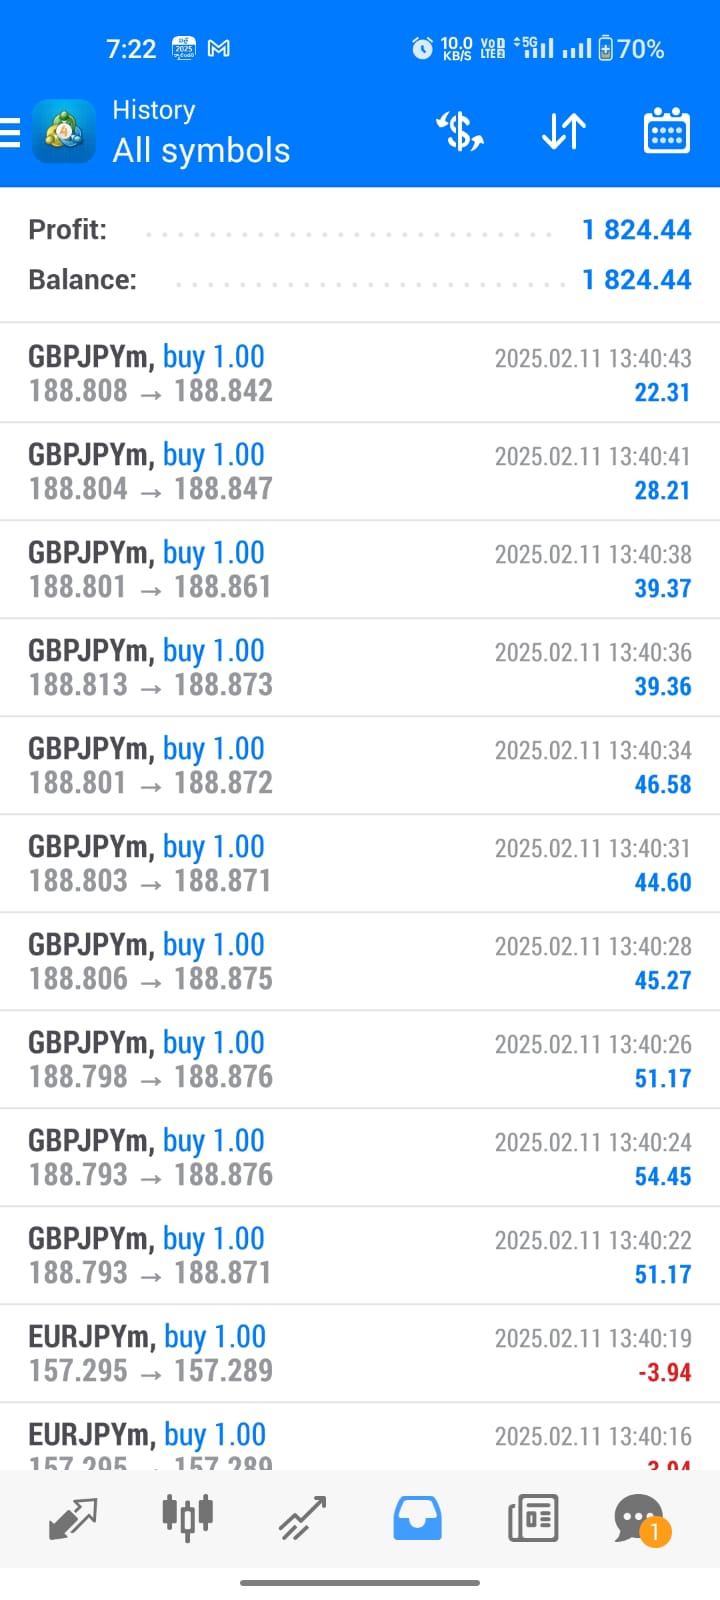 7:22
2025
10.0 KB/S
VoD LTE2
5G
70%
History
All symbols
Profit: 1 824.44
Balance: 1 824.44
GBPJPYm, buy 1.00 2025.02.11 13:40:43
188.808 → 188.842 22.31
GBPJPYm, buy 1.00 2025.02.11 13:40:41
188.804 → 188.847 28.21
GBPJPYm, buy 1.00 2025.02.11 13:40:38
188.801 → 188.861 39.37
GBPJPYm, buy 1.00 2025.02.11 13:40:36
188.813 → 188.873 39.36
GBPJPYm, buy 1.00 2025.02.11 13:40:34
188.801 → 188.872 46.58
GBPJPYm, buy 1.00 2025.02.11 13:40:31
188.803 → 188.871 44.60
GBPJPYm, buy 1.00 2025.02.11 13:40:28
188.806 → 188.875 45.27
GBPJPYm, buy 1.00 2025.02.11 13:40:26
188.798 → 188.876 51.17
GBPJPYm, buy 1.00 2025.02.11 13:40:24
188.793 → 188.876 54.45
GBPJPYm, buy 1.00 2025.02.11 13:40:22
188.793 → 188.871 51.17
EURJPYm, buy 1.00 2025.02.11 13:40:19
157.295 → 157.289 -3.94
EURJPYm, buy 1.00 2025.02.11 13:40:16
157.295 → 157.289 -3.94
1